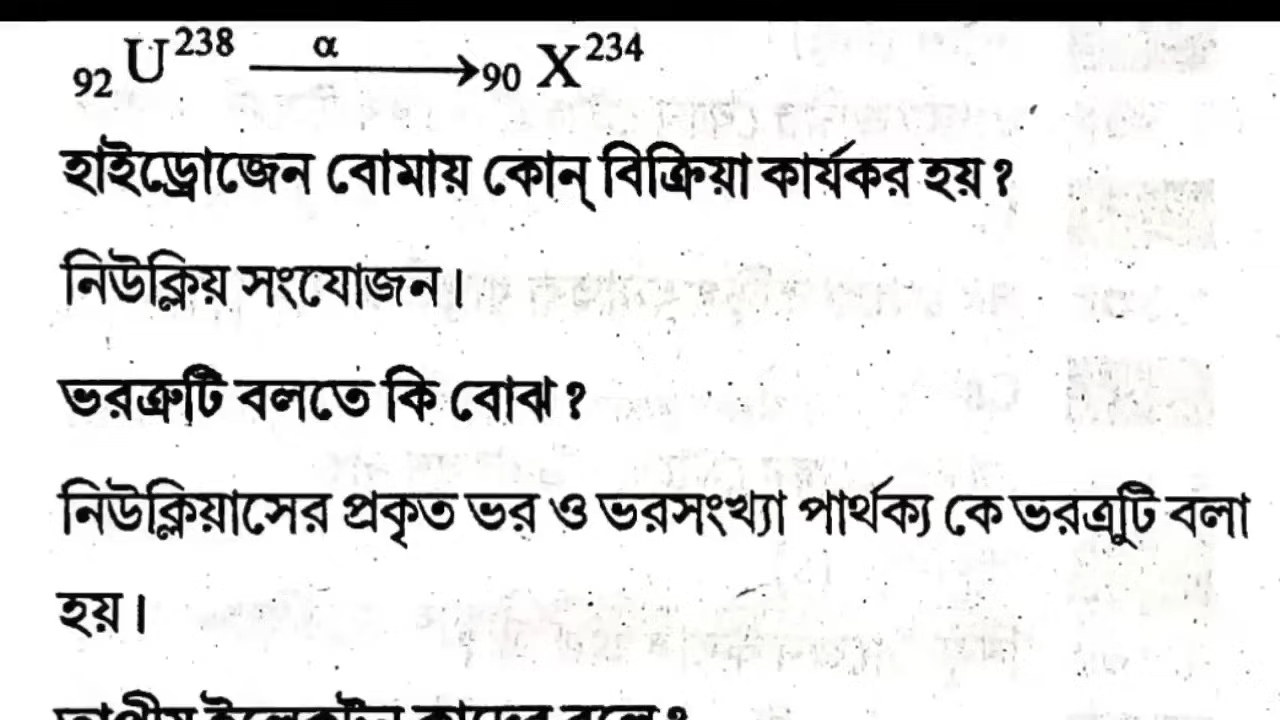 ₉₂U²³⁸ —α→ ₉₀X²³⁴
হাইড্রোজেন বোমায় কোন্ বিক্রিয়া কার্যকর হয়?
নিউক্লিয় সংযোজন।
ভরত্রুটি বলতে কি বোঝ?
নিউক্লিয়াসের প্রকৃত ভর ও ভরসংখ্যা পার্থক্য কে ভরত্রুটি বলা
হয়।